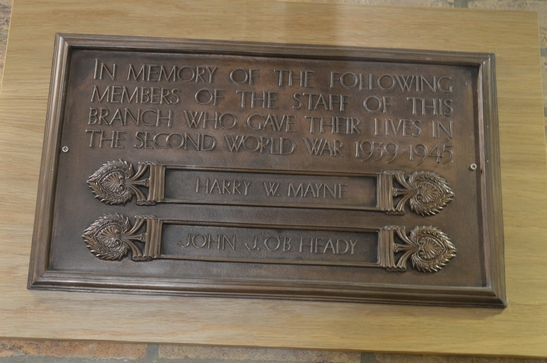 IN MEMORY OF THE FOLLOWING
MEMBERS OF THE STAFF OF THIS
BRANCH WHO GAVE THEIR LIVES IN
THE SECOND WORLD WAR 1939-1945
HARRY W. MAYNE
JOHN J. O'B. HEADY